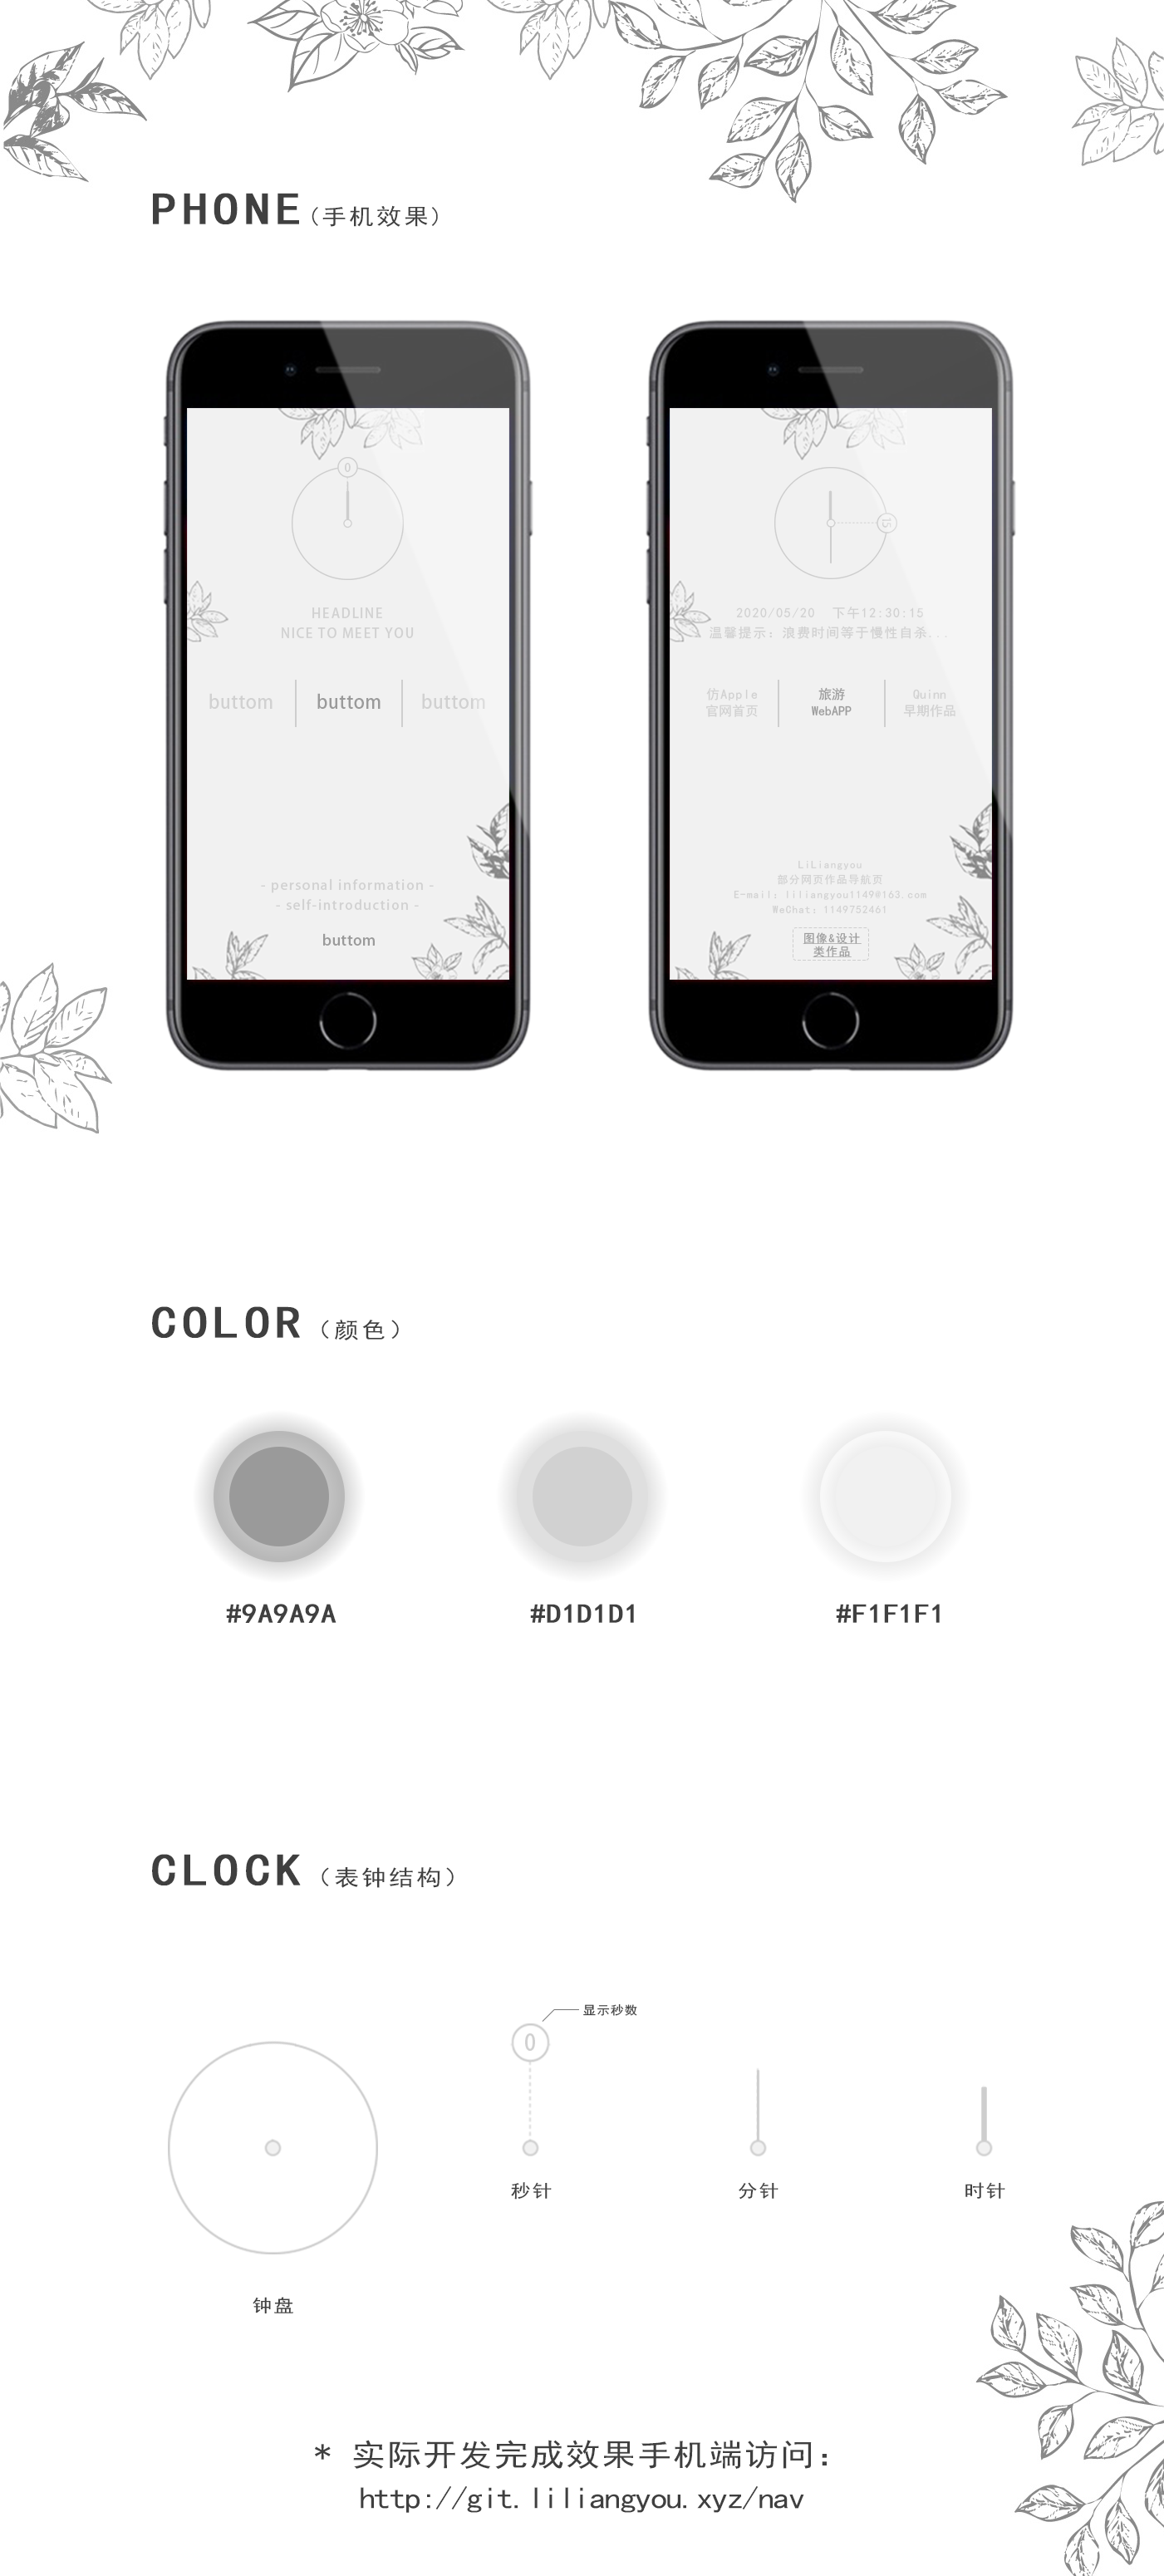 PHONE(手机效果)
0
HEADLINE
NICE TO MEET YOU
buttom
buttom
buttom
- personal information -
- self-introduction -
buttom
15
2020/05/20 下午12:30:15
温馨提示：浪费时间等于慢性自杀...
仿Apple
官网首页
旅游
WebAPP
Quinn
早期作品
LiLiangyou
部分网页作品导航页
E-mail：liliangyou1149@163.com
WeChat：1149752461
图像&设计
类作品
COLOR（颜色）
#9A9A9A
#D1D1D1
#F1F1F1
CLOCK（表钟结构）
显示秒数
0
秒针
分针
时针
钟盘
* 实际开发完成效果手机端访问：
http://git.liliangyou.xyz/nav